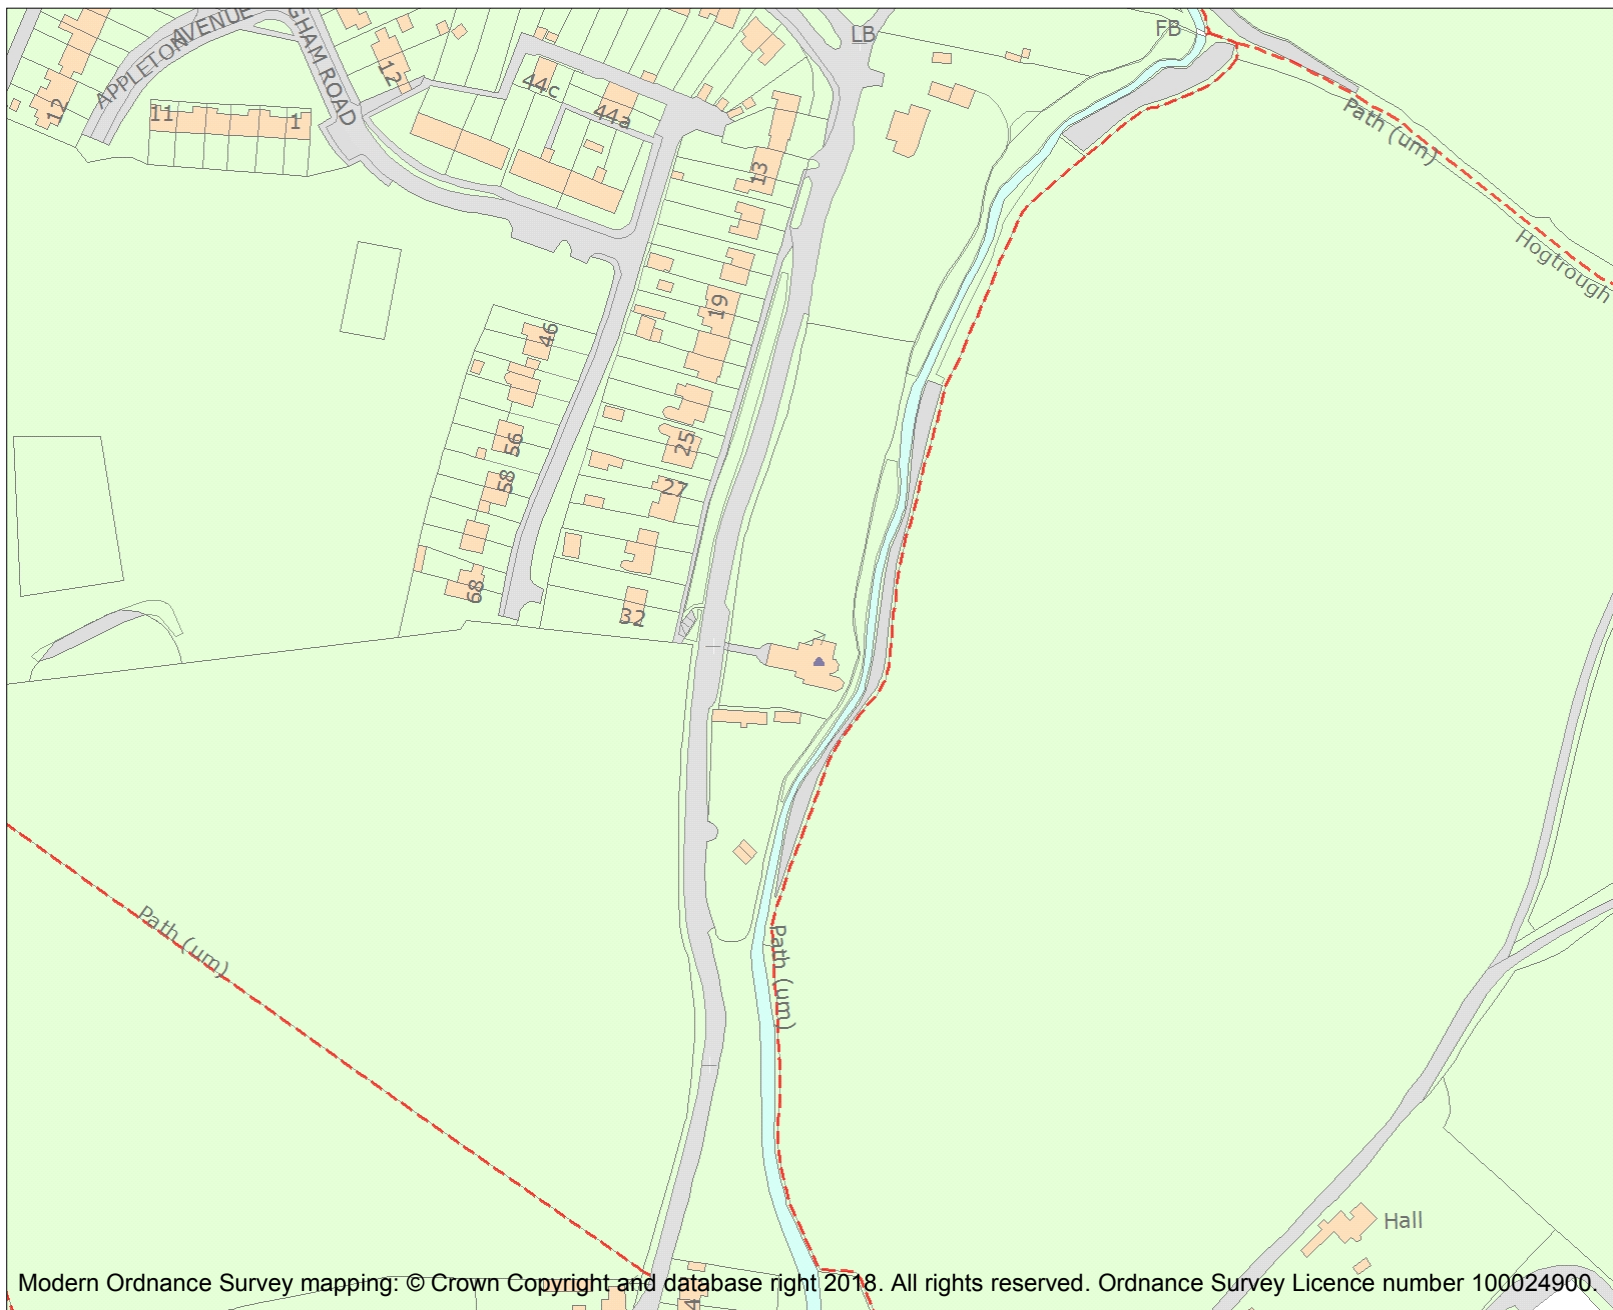 APPLETON AVENUE
GHAM ROAD
LB
FB
12
12
11
1
44c
44a
13
Path (um)
Hogtrough
19
46
56
58
25
27
68
32
Path (um)
Path (um)
Hall
4
Modern Ordnance Survey mapping: © Crown Copyright and database right 2018. All rights reserved. Ordnance Survey Licence number 100024900.